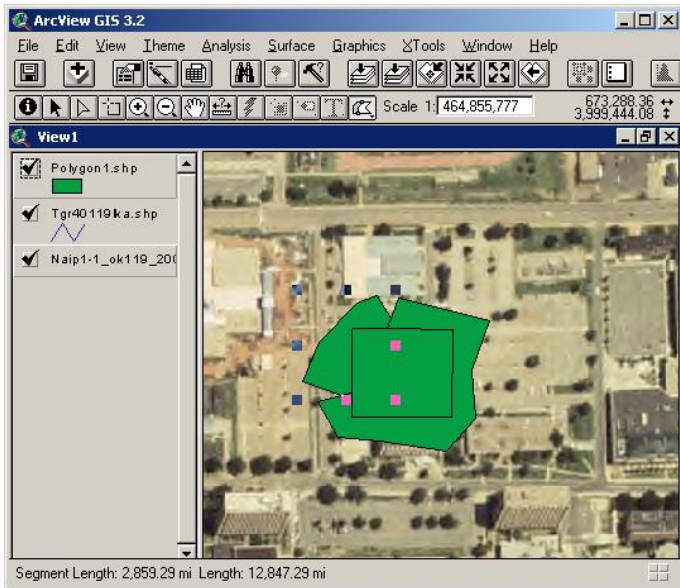 ArcView GIS 3.2
File Edit View Theme Analysis Surface Graphics XTools Window Help
Scale 1: 464,855,777
673,288.36
3,999,444.08
View1
Polygon1.shp
Tgr40119lka.shp
Naip1-1_ok119_200
Segment Length: 2,859.29 mi Length: 12,847.29 mi